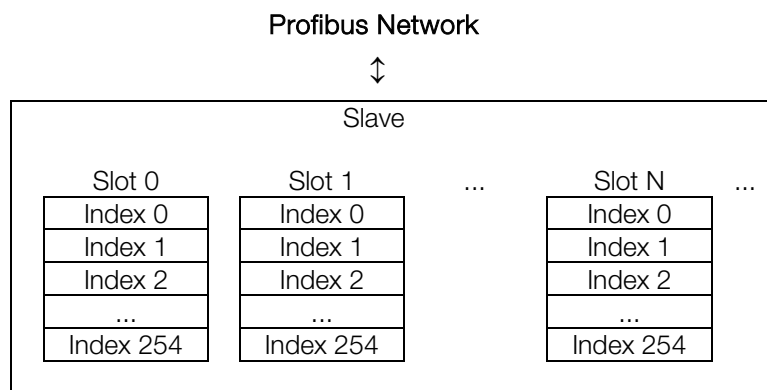 Profibus Network
↕
Slave
Slot 0 Slot 1 ... Slot N ...
Index 0 Index 0 Index 0
Index 1 Index 1 Index 1
Index 2 Index 2 Index 2
... ... ...
Index 254 Index 254 Index 254